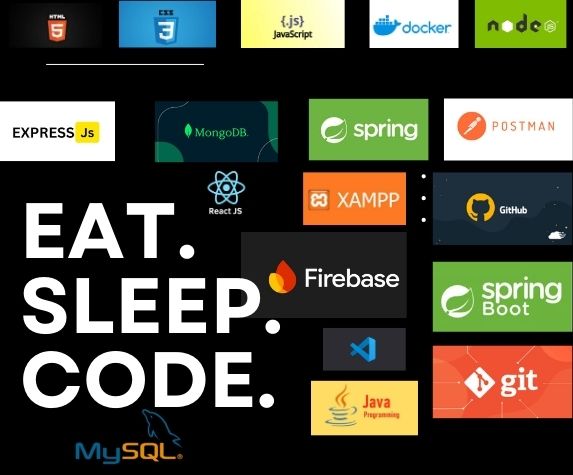 HTML
5
CSS
3
{.js}
JavaScript
docker
node
JS
EXPRESS Js
MongoDB.
spring
POSTMAN
React JS
XAMPP
GitHub
EAT.
SLEEP.
CODE.
Firebase
spring
Boot
git
Java
Programming
MySQL®